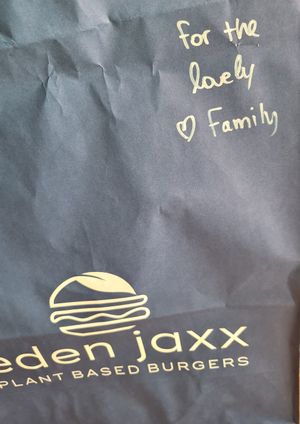 for the
lovely
♡ Family
eden jaxx
PLANT BASED BURGERS